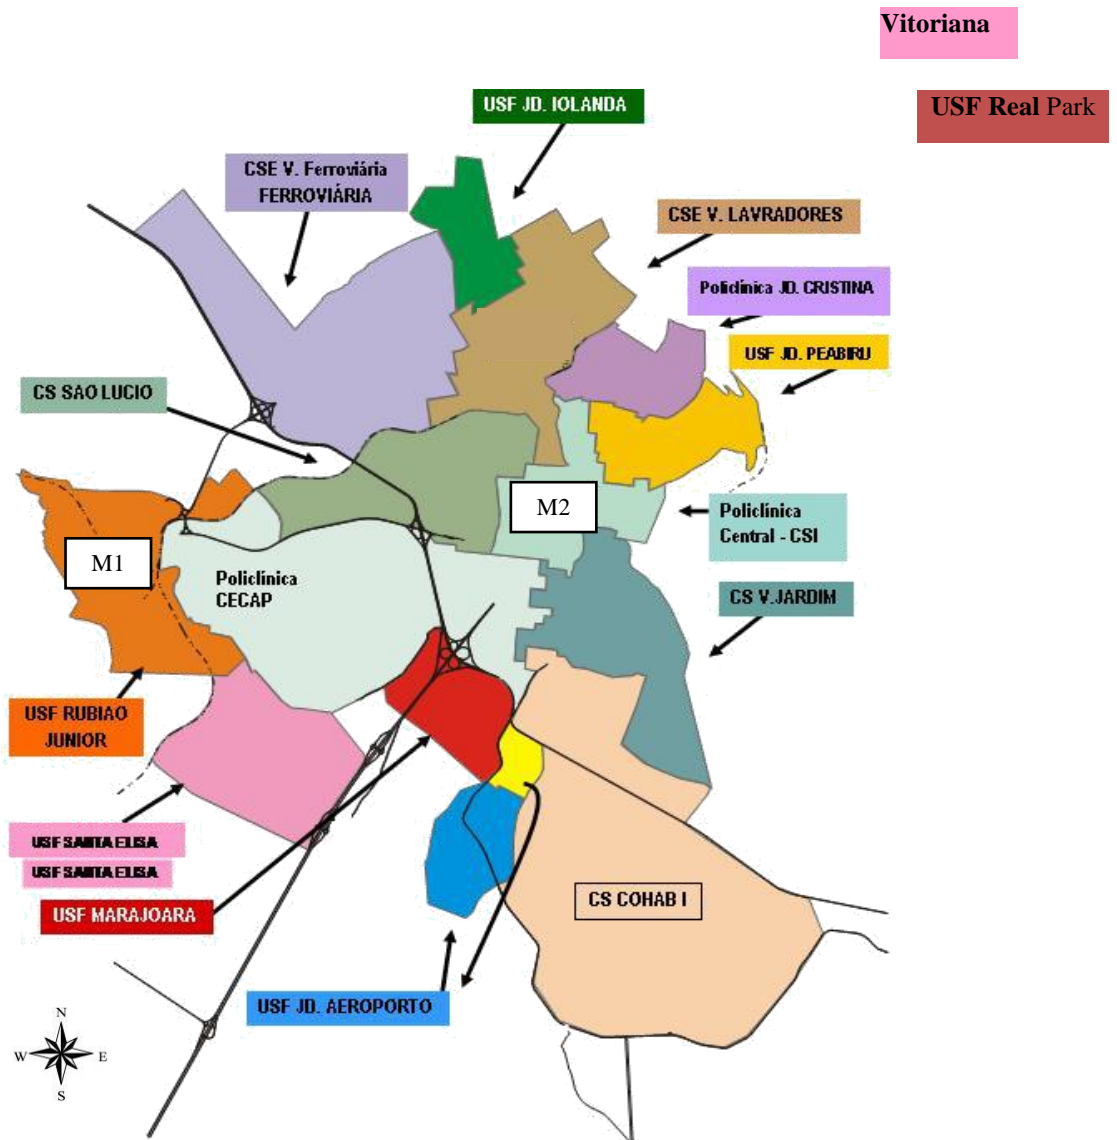 Vitoriana
USF Real Park
USF JD. IOLANDA
CSE V. Ferroviária
FERROVIÁRIA
CSE V. LAVRADORES
Policlínica JD. CRISTINA
USF JD. PEABIRU
CS SAO LUCIO
M2
Policlínica
Central - CSI
M1
Policlínica
CECAP
CS V.JARDIM
USF RUBIAO
JUNIOR
USF SANTA ELISA
USF SANTA ELISA
USF MARAJOARA
CS COHAB I
USF JD. AEROPORTO
N
W
E
S